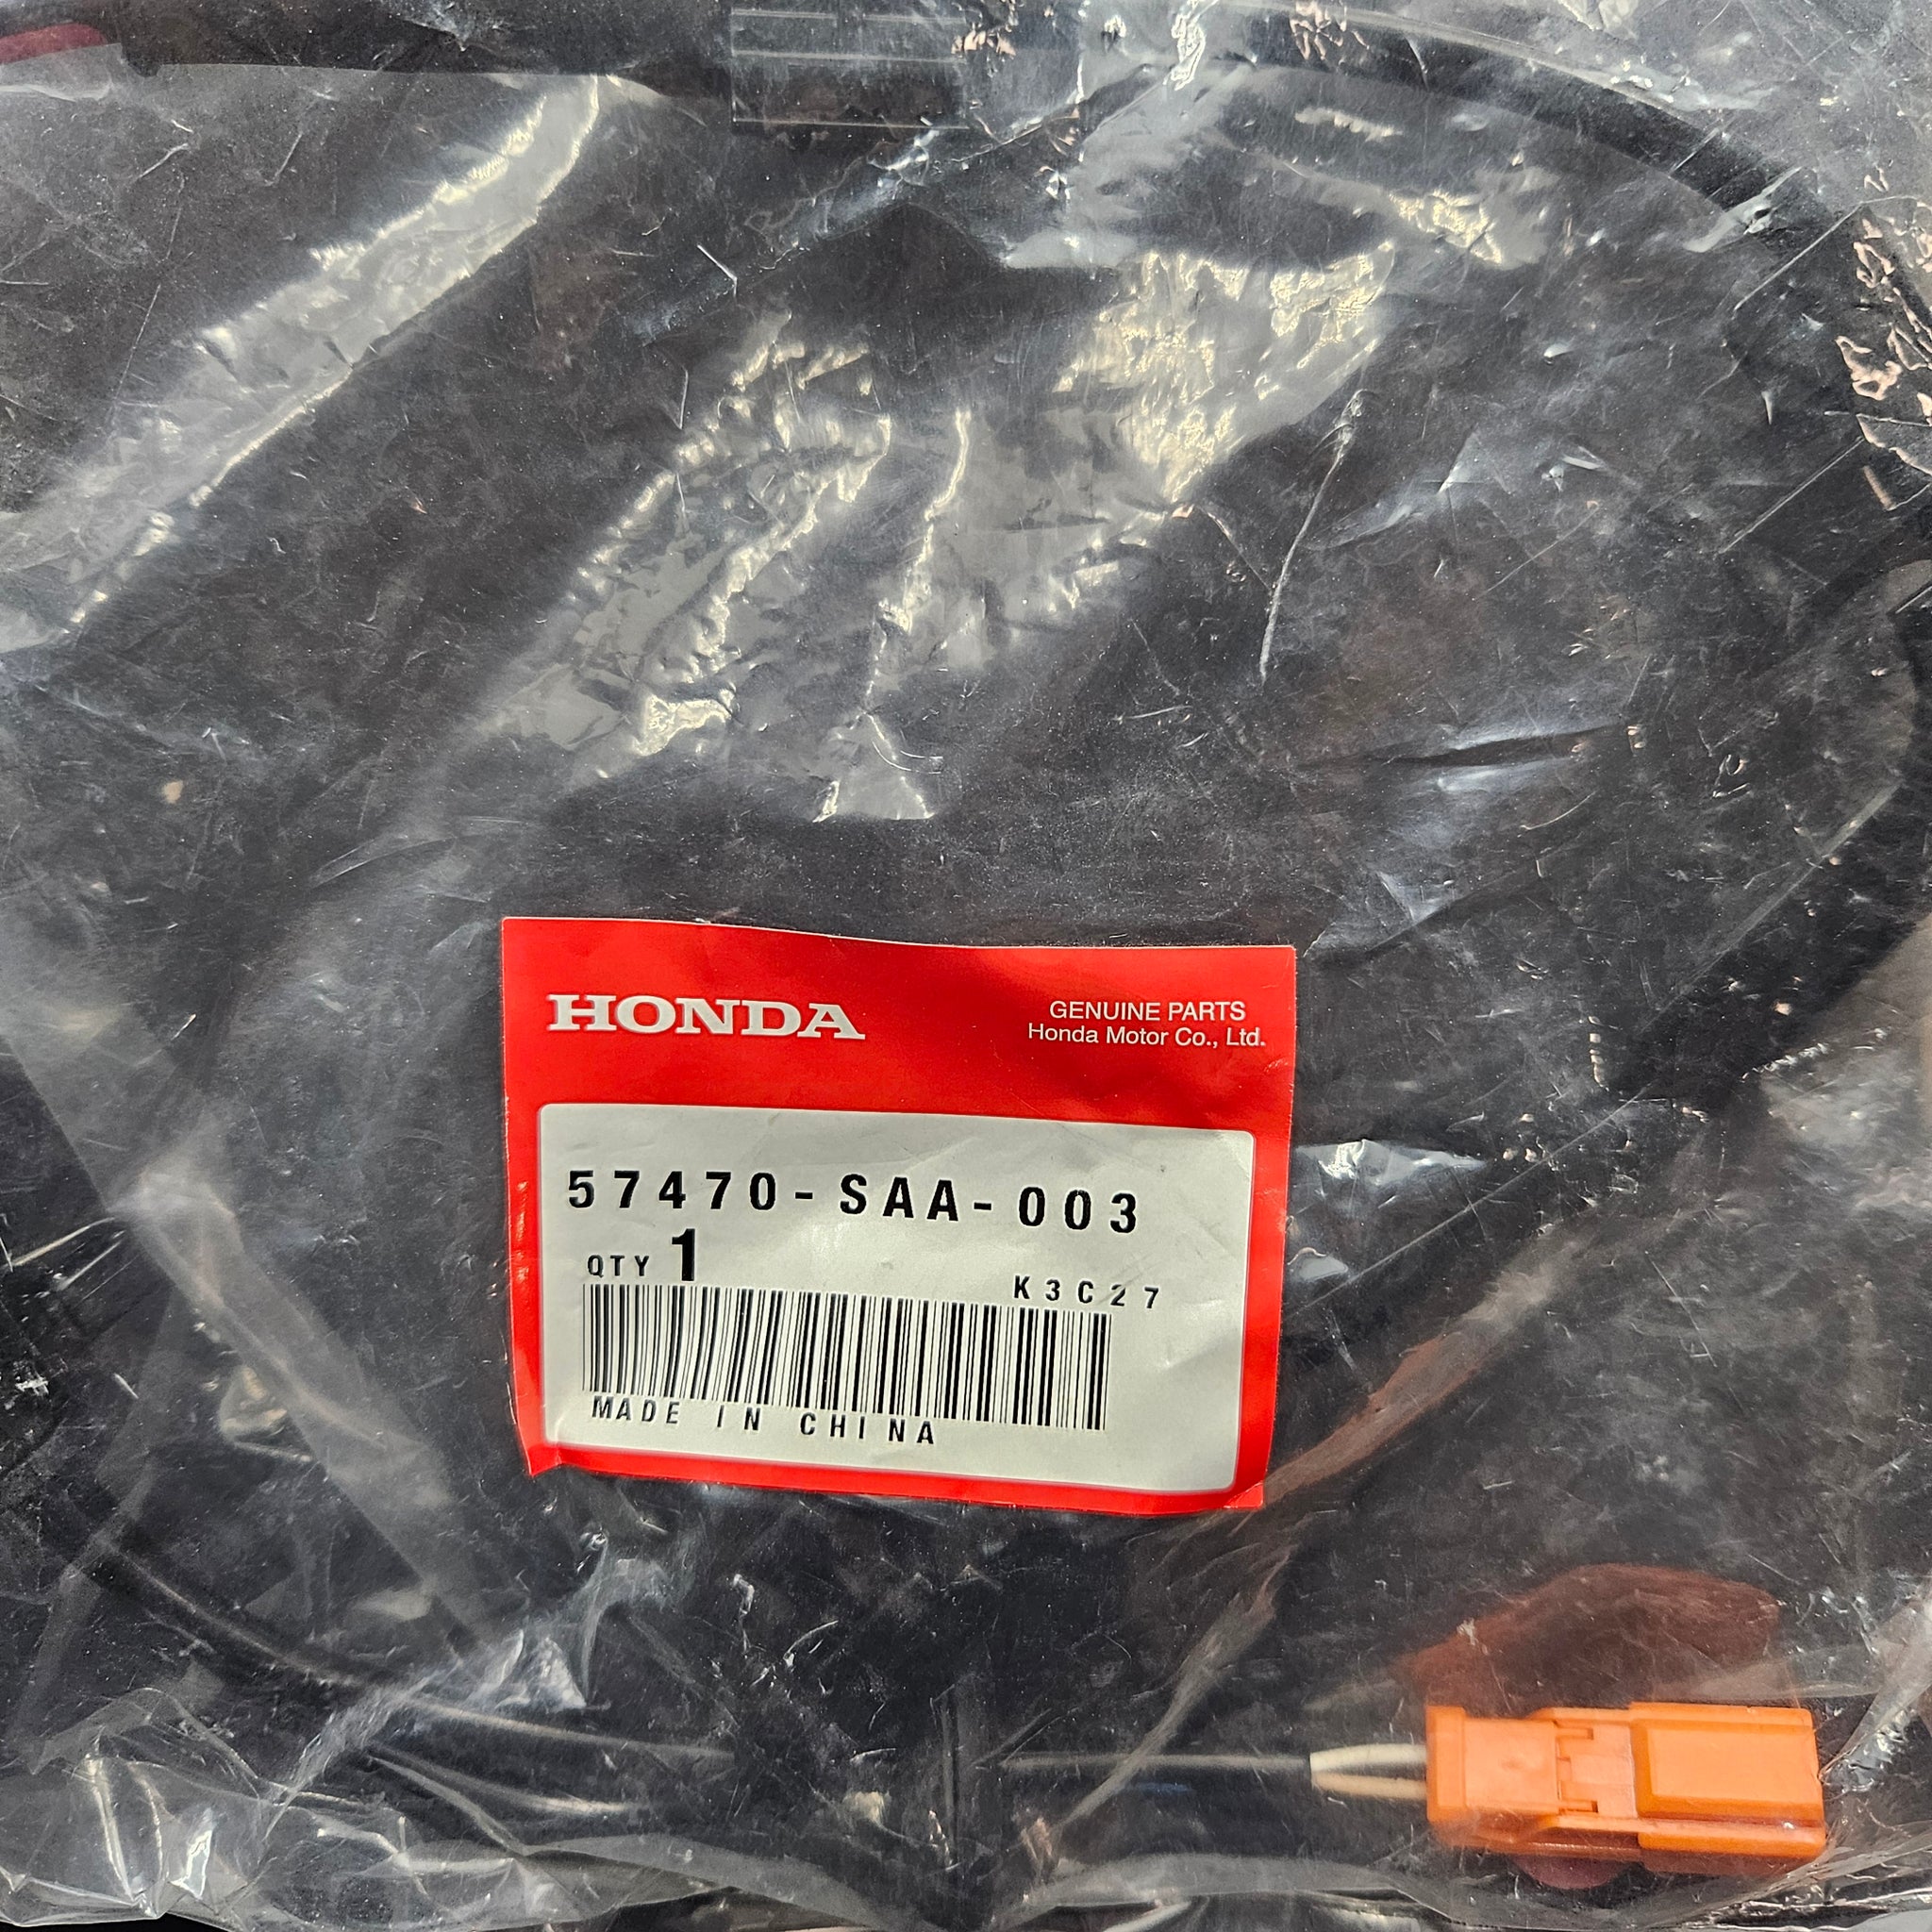 HONDA
GENUINE PARTS
Honda Motor Co., Ltd.
57470-SAA-003
QTY 1
K3C27
MADE IN CHINA